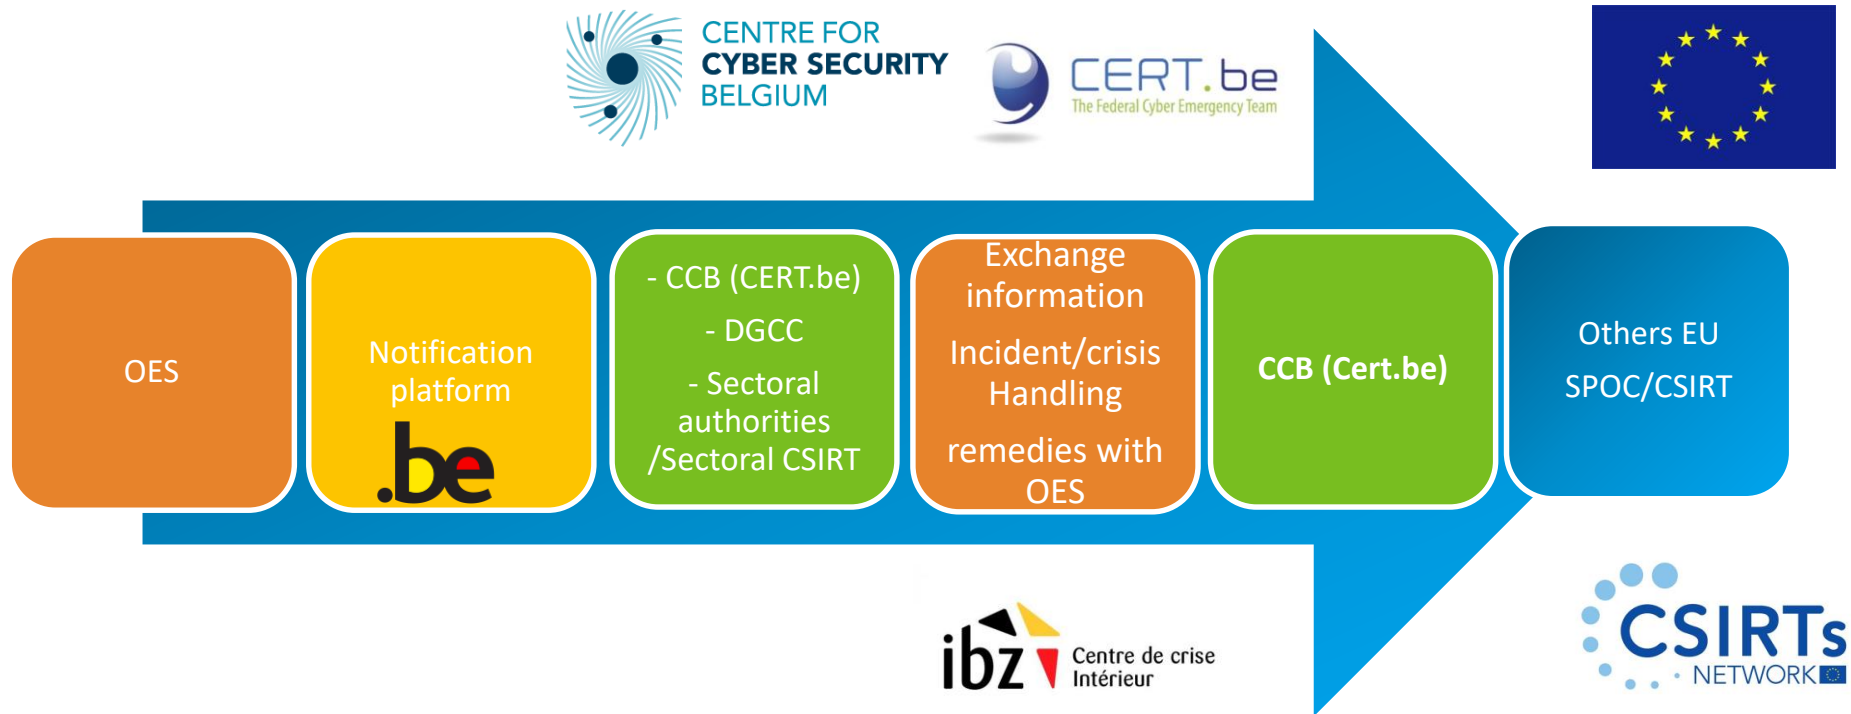 CENTRE FOR
CYBER SECURITY
BELGIUM
CERT.be
The Federal Cyber Emergency Team
OES
Notification
platform
.be
- CCB (CERT.be)
- DGCC
- Sectoral
authorities
/Sectoral CSIRT
Exchange
information
Incident/crisis
Handling
remedies with
OES
CCB (Cert.be)
Others EU
SPOC/CSIRT
ibz
Centre de crise
Intérieur
CSIRTs
NETWORK